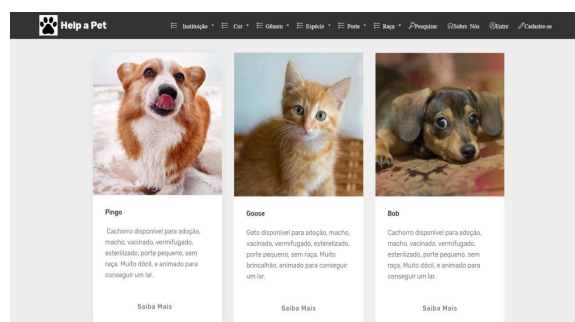 Help a Pet
Instituição Cor Gênero Espécie Porte Raça Pesquisar Sobre Nós Entre Cadastre-se
Pingo
Cachorro disponível para adoção,
macho, vacinado, vermifugado,
esterilizado, porte pequeno, sem
raça. Muito dócil, e animado para
conseguir um lar.
Saiba Mais
Goose
Gato disponível para adoção, macho,
vacinado, vermifugado, esterelizado,
porte pequeno, sem raça. Muito
brincalhão, animado para conseguir
um lar.
Saiba Mais
Bob
Cachorro disponível para adoção,
macho, vacinado, vermifugado,
esterilizado, porte pequeno, sem
raça. Muito dócil, e animado para
conseguir um lar.
Saiba Mais